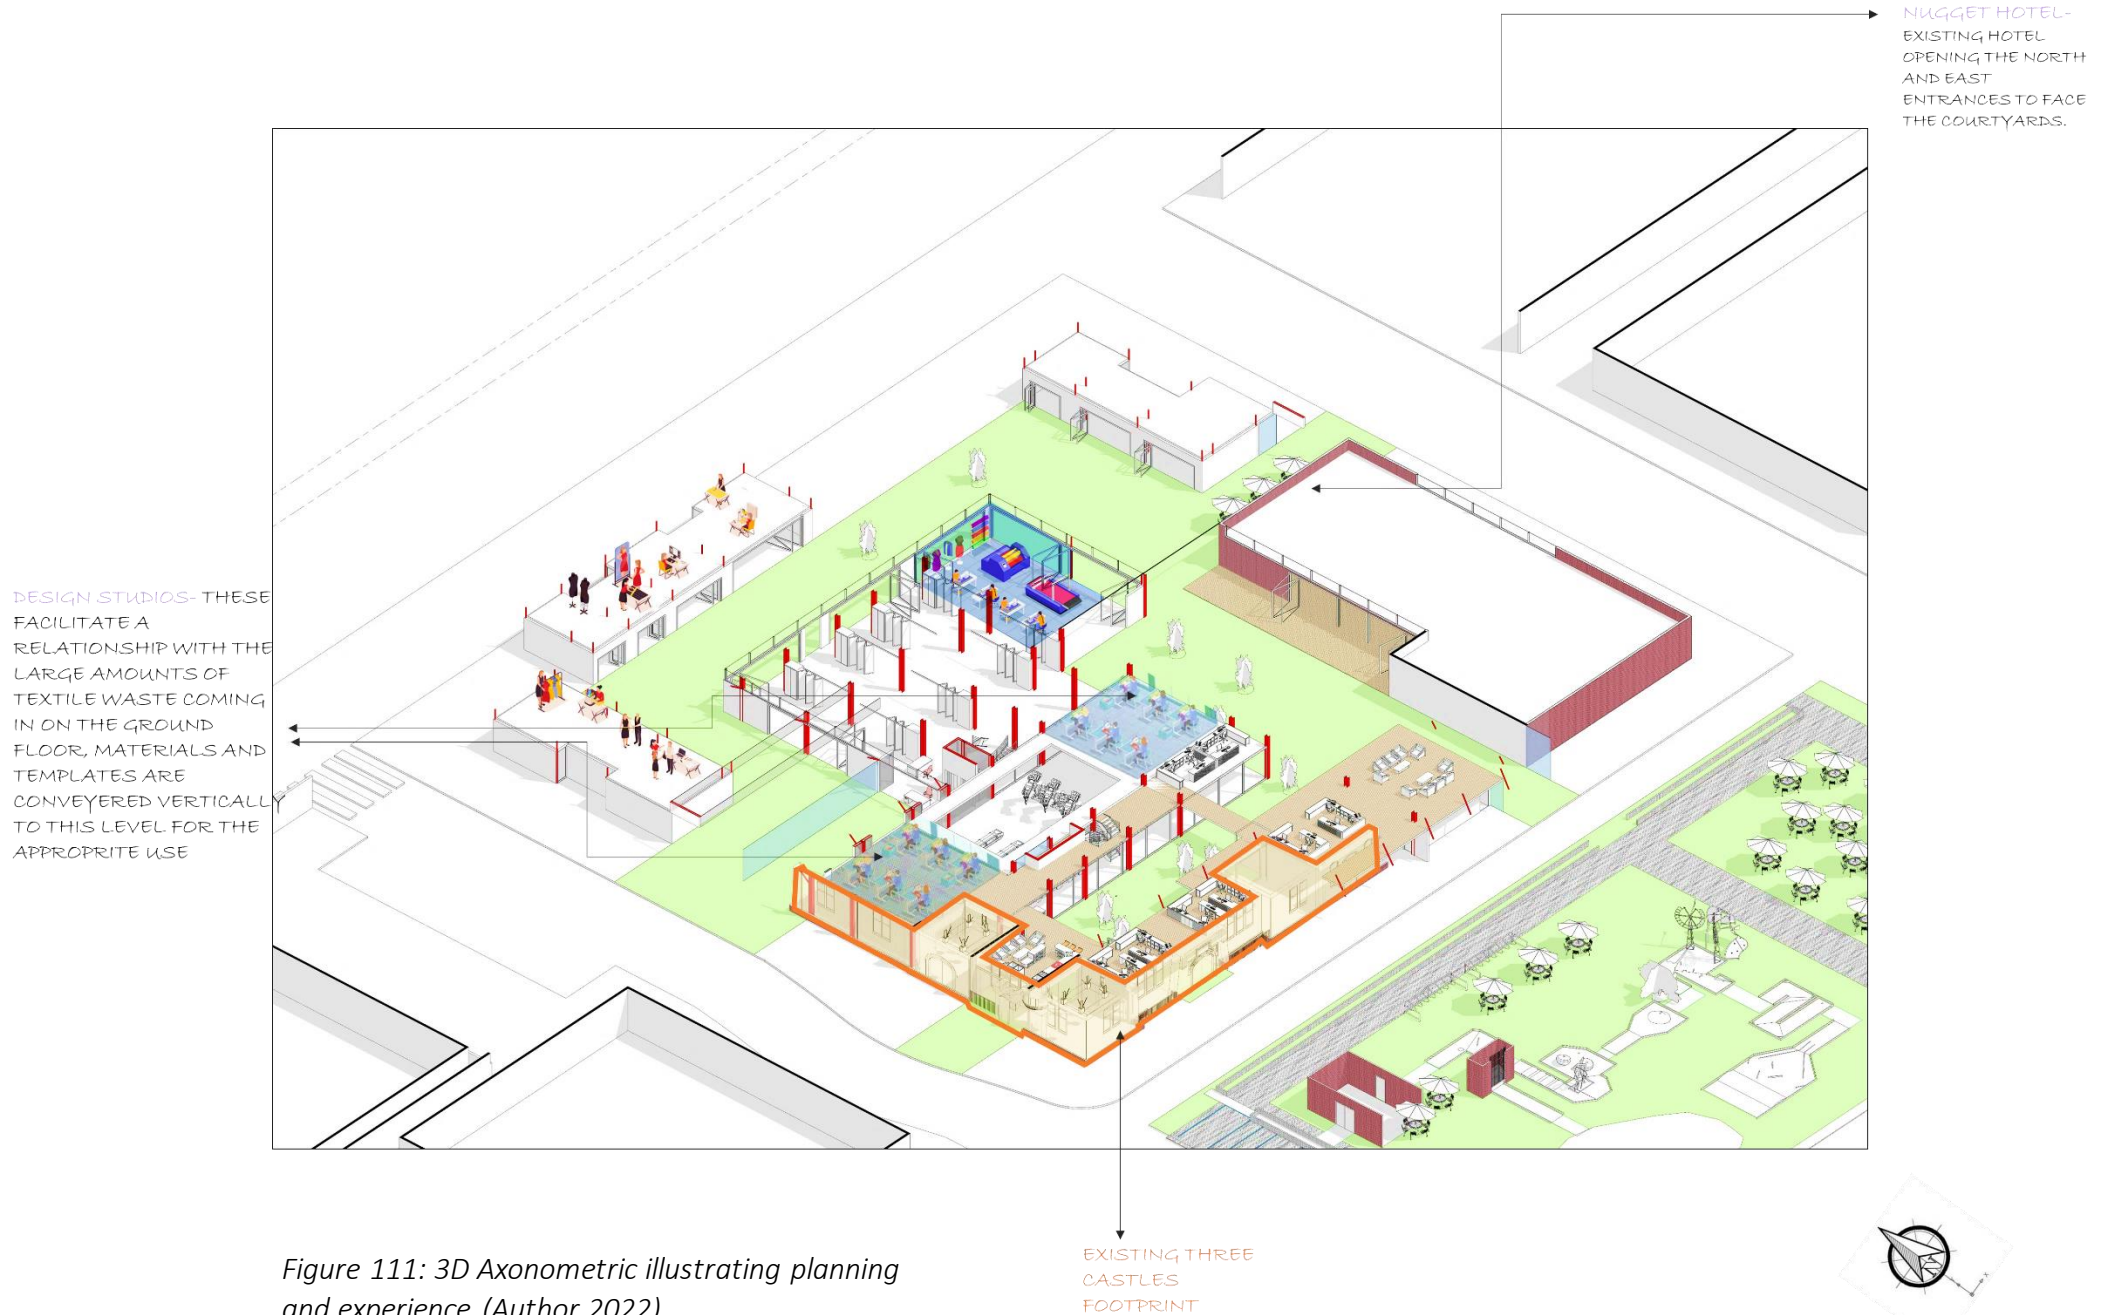 NUGGET HOTEL-
EXISTING HOTEL
OPENING THE NORTH
AND EAST
ENTRANCES TO FACE
THE COURTYARDS.
DESIGN STUDIOS- THESE
FACILITATE A
RELATIONSHIP WITH THE
LARGE AMOUNTS OF
TEXTILE WASTE COMING
IN ON THE GROUND
FLOOR, MATERIALS AND
TEMPLATES ARE
CONVEYERED VERTICALLY
TO THIS LEVEL FOR THE
APPROPRITE USE
EXISTING THREE
CASTLES
FOOTPRINT
Figure 111: 3D Axonometric illustrating planning
and experience (Author 2022)